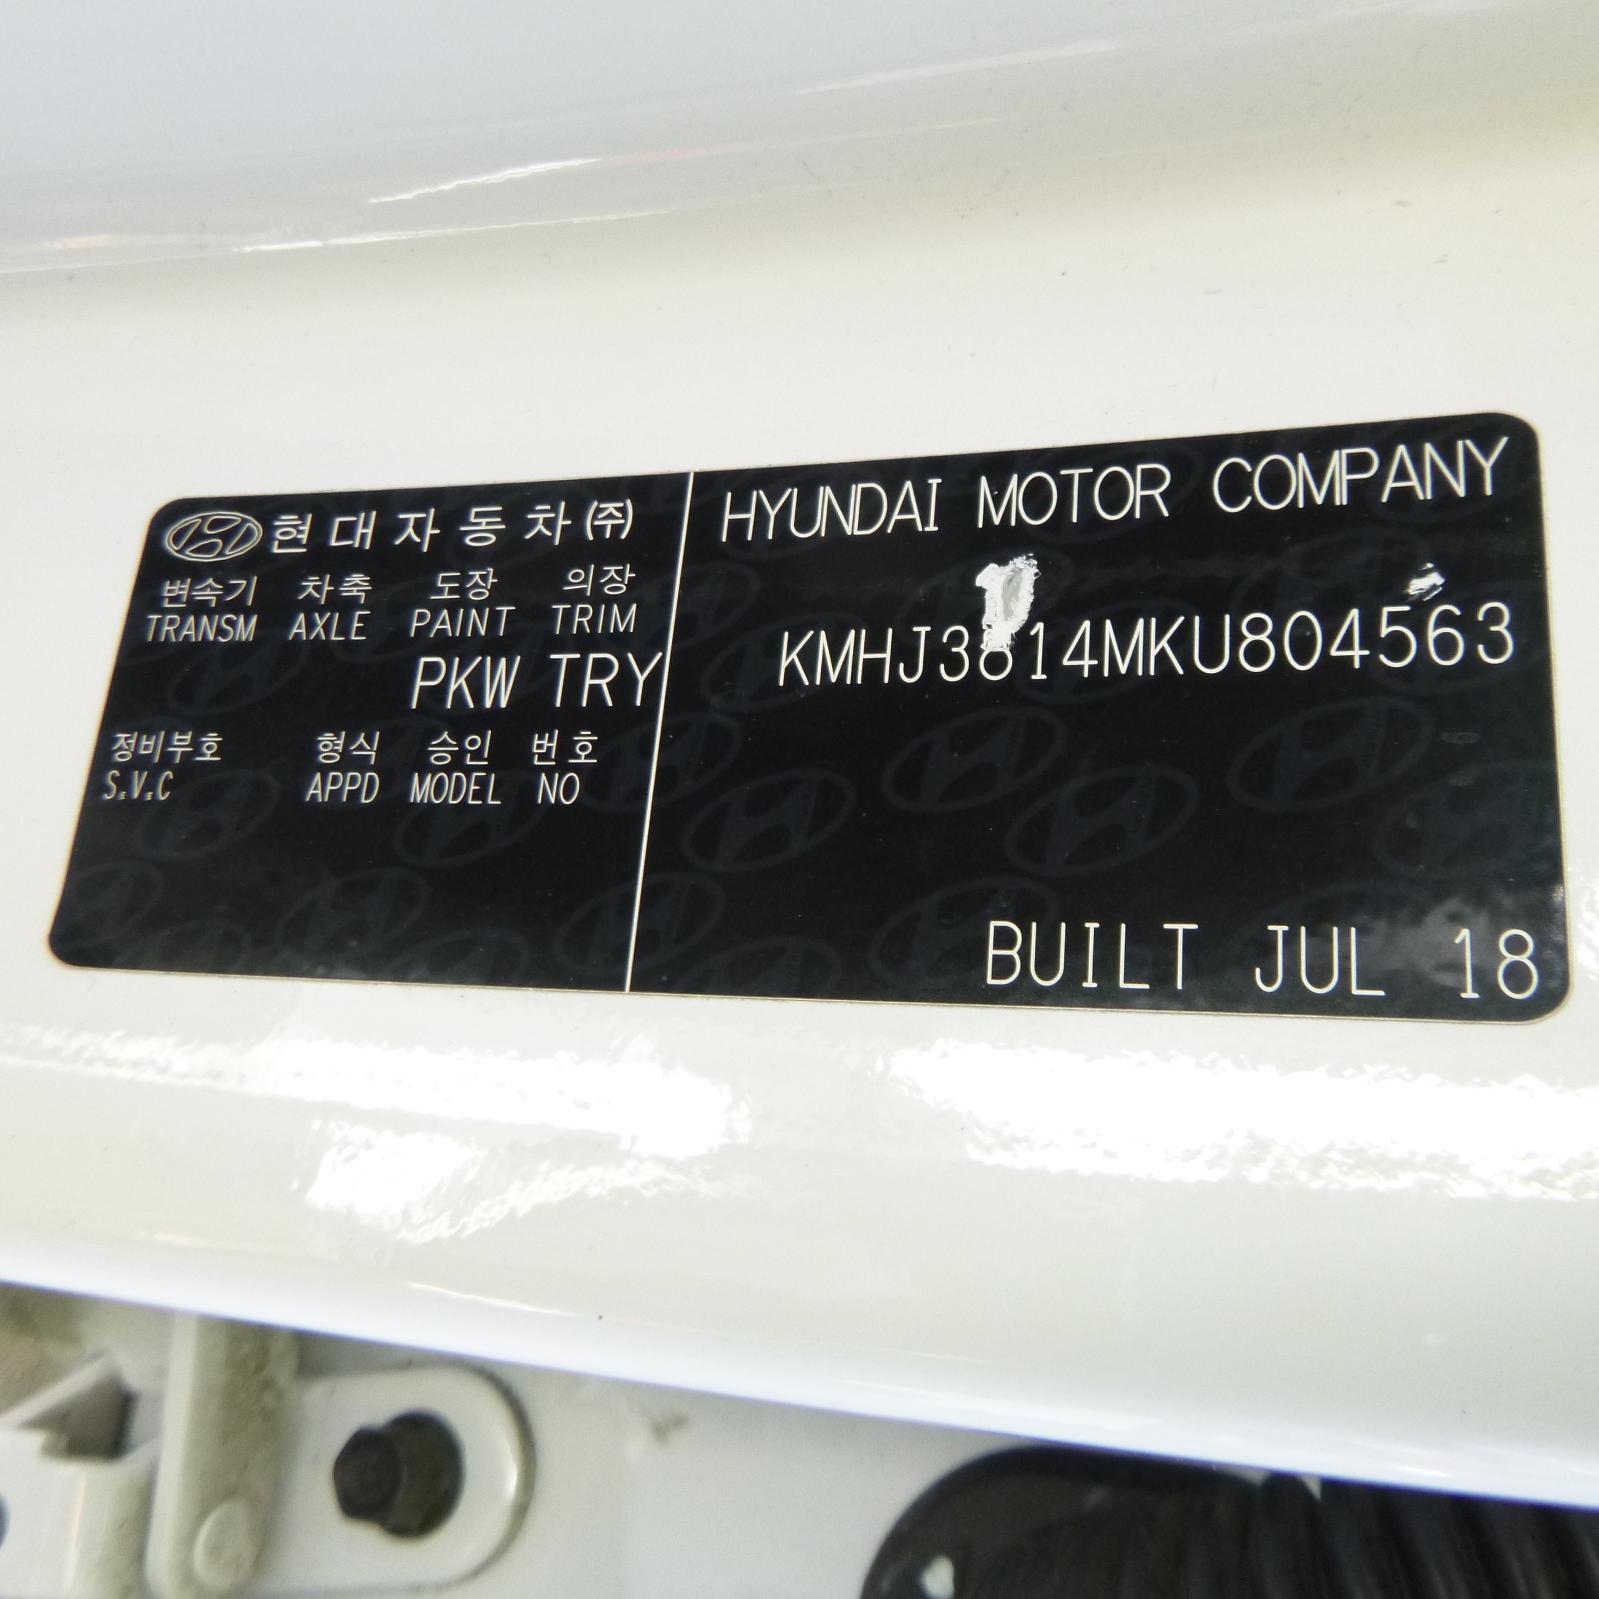 현대자동차㈜
변속기 차축 도장 의장
TRANSM AXLE PAINT TRIM
PKW TRY
정비부호 형식 승인 번호
S.V.C APPD MODEL NO
HYUNDAI MOTOR COMPANY
KMHJ3814MKU804563
BUILT JUL 18